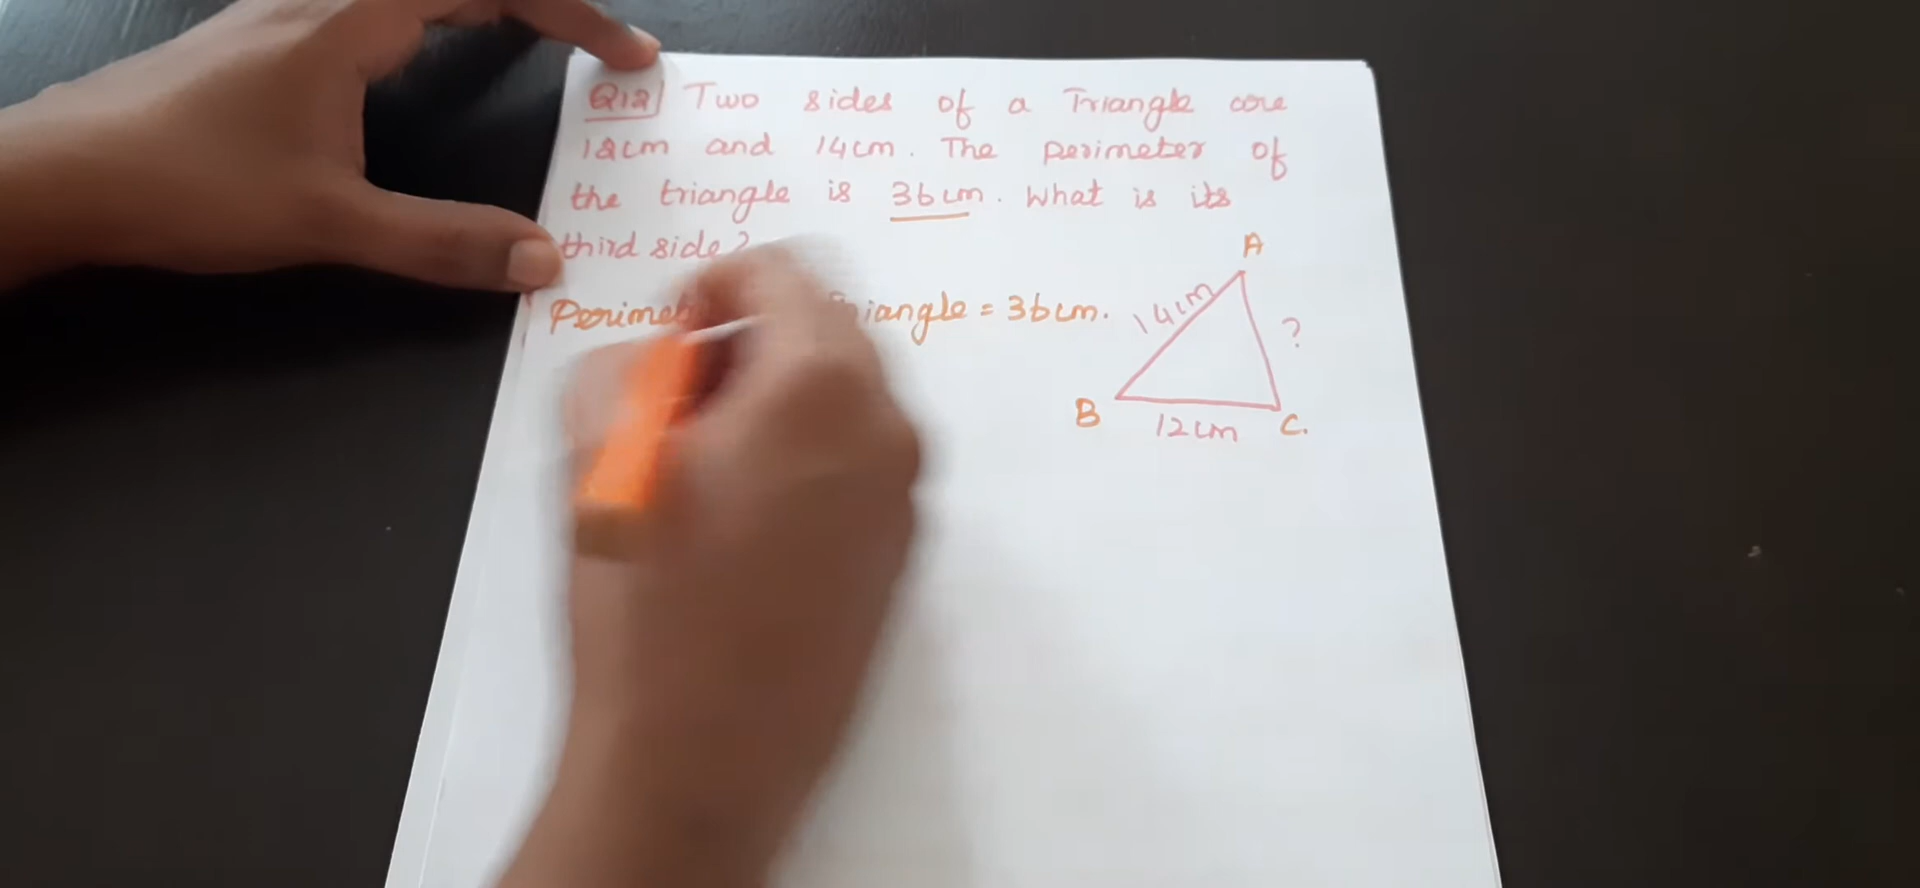 Q12 Two sides of a Triangle are
12cm and 14cm. The perimeter of
the triangle is 36cm. What is its
third side?
A
14cm
?
B
12cm
C.
= 36cm.